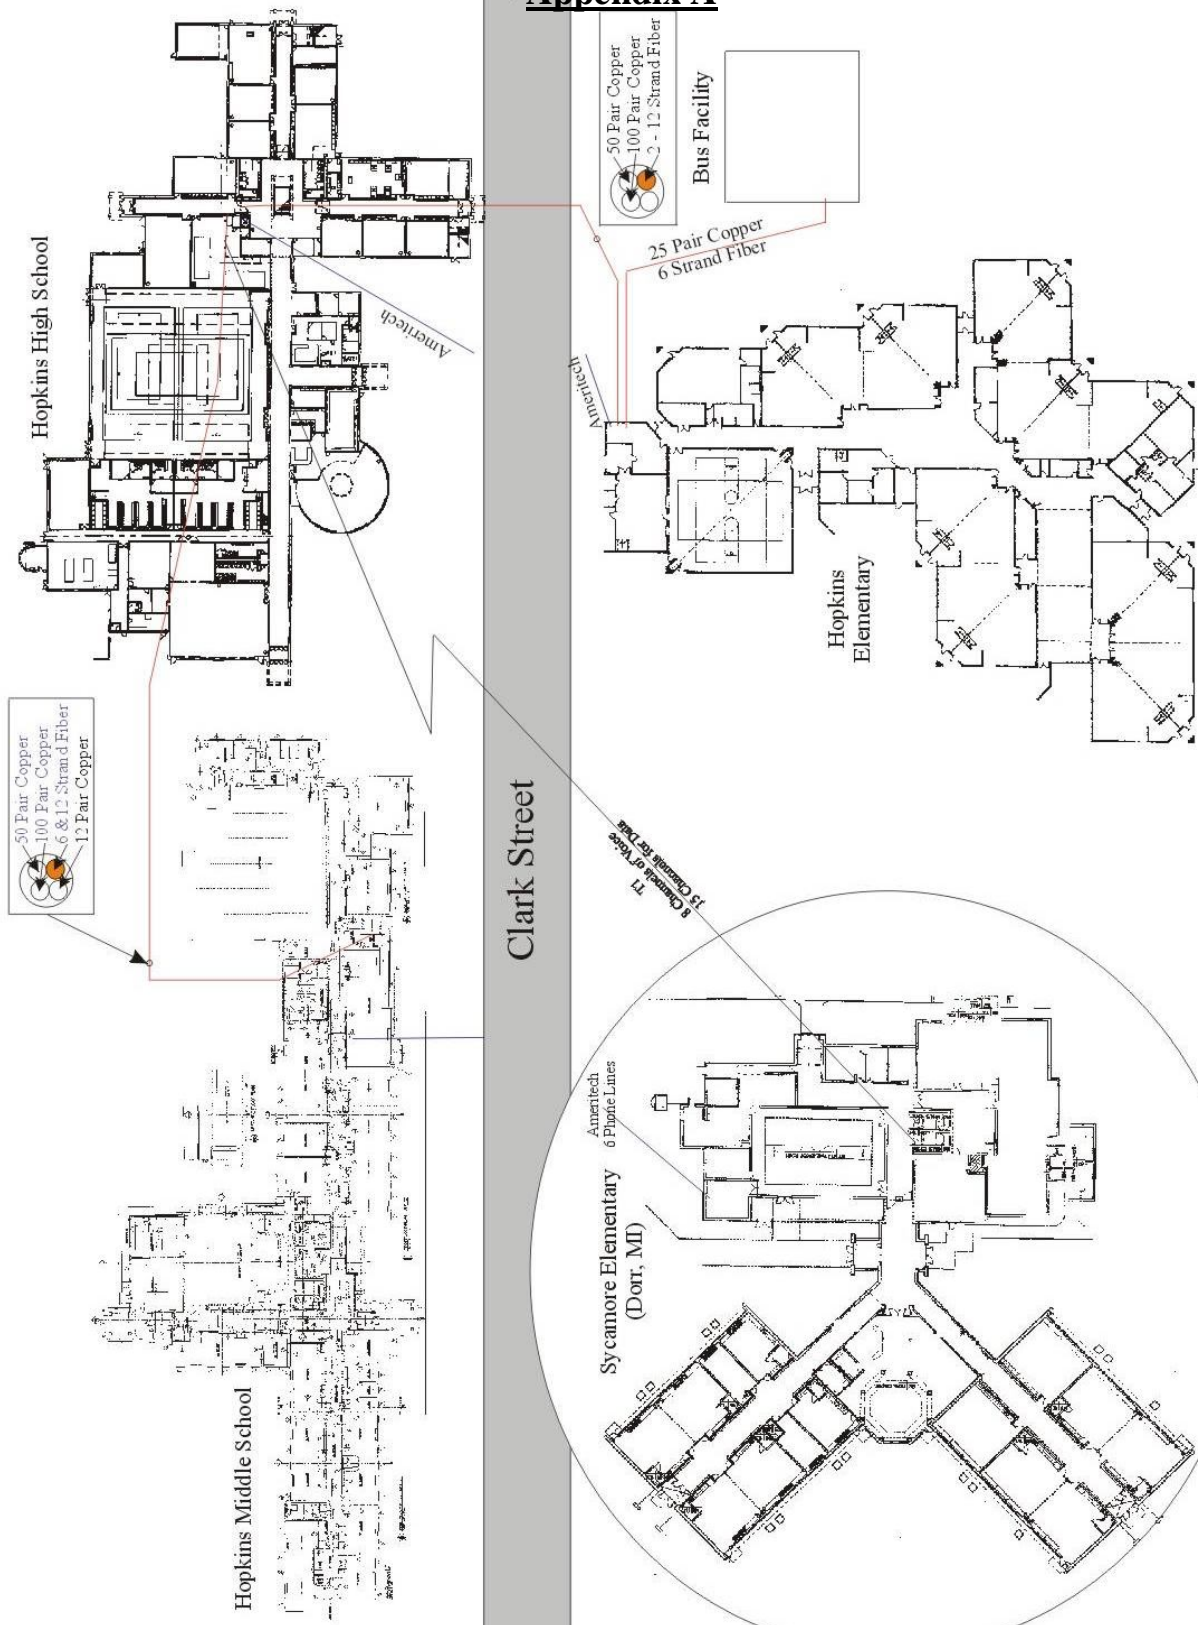 Appendix A
Hopkins High School
Ameritech
50 Pair Copper
100 Pair Copper
2 - 12 Strand Fiber
Bus Facility
25 Pair Copper
6 Strand Fiber
Ameritech
Hopkins
Elementary
50 Pair Copper
100 Pair Copper
6 & 12 Strand Fiber
12 Pair Copper
Hopkins Middle School
Clark Street
T1
8 Channels of Voice
15 Channels for Data
Ameritech
6 Phone Lines
Sycamore Elementary
(Dorr, MI)